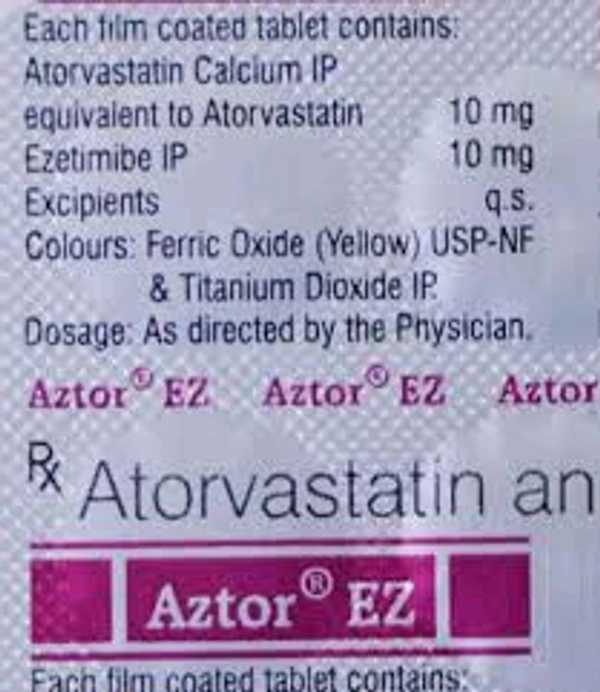 Each film coated tablet contains:
Atorvastatin Calcium IP
equivalent to Atorvastatin 10 mg
Ezetimibe IP 10 mg
Excipients q.s.
Colours: Ferric Oxide (Yellow) USP-NF
& Titanium Dioxide IP.
Dosage: As directed by the Physician.
Aztor® EZ Aztor® EZ Aztor
Rx Atorvastatin an
Aztor® EZ
Each film coated tablet contains: